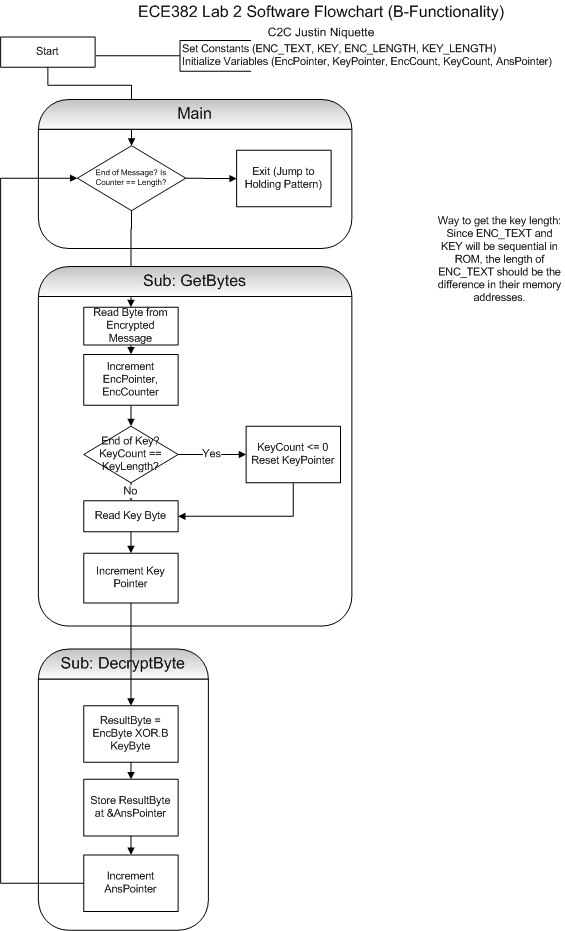 ECE382 Lab 2 Software Flowchart (B-Functionality)
C2C Justin Niquette
Start
Set Constants (ENC_TEXT, KEY, ENC_LENGTH, KEY_LENGTH)
Initialize Variables (EncPointer, KeyPointer, EncCount, KeyCount, AnsPointer)
Main
End of Message? Is
Counter == Length?
Exit (Jump to
Holding Pattern)
Way to get the key length:
Since ENC_TEXT and
KEY will be sequential in
ROM, the length of
ENC_TEXT should be the
difference in their memory
addresses.
Sub: GetBytes
Read Byte from
Encrypted
Message
Increment
EncPointer,
EncCounter
End of Key?
KeyCount ==
KeyLength?
Yes
KeyCount <= 0
Reset KeyPointer
No
Read Key Byte
Increment Key
Pointer
Sub: DecryptByte
ResultByte =
EncByte XOR.B
KeyByte
Store ResultByte
at &AnsPointer
Increment
AnsPointer